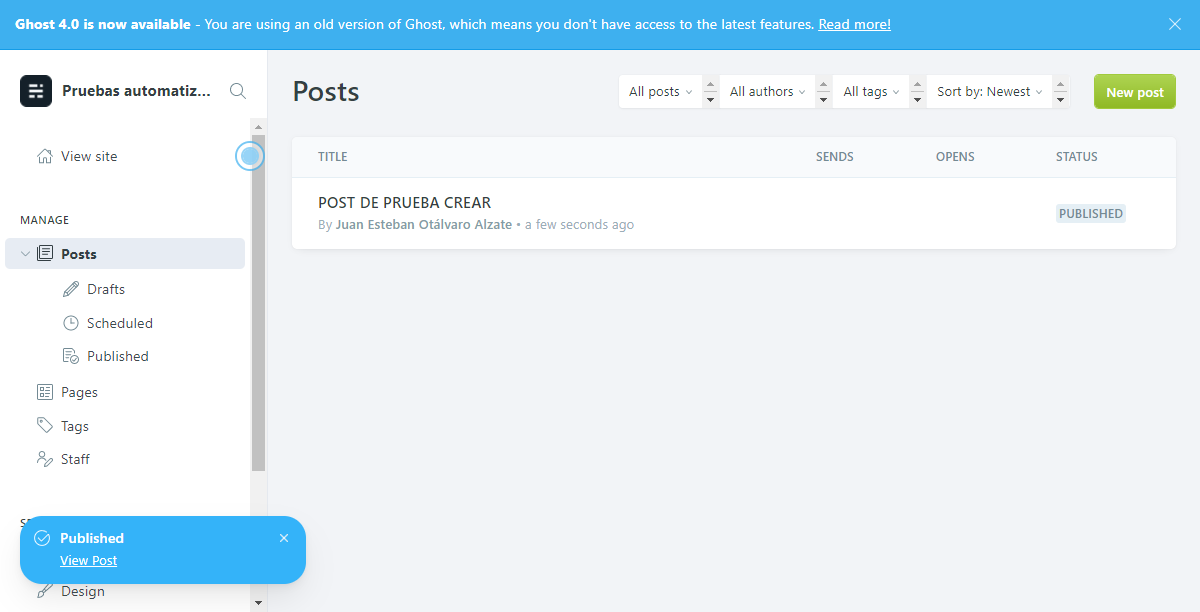 Ghost 4.0 is now available - You are using an old version of Ghost, which means you don't have access to the latest features. Read more!
Pruebas automatiz...
View site
MANAGE
Posts
Drafts
Scheduled
Published
Pages
Tags
Staff
Published
View Post
Design
Posts
All posts
All authors
All tags
Sort by: Newest
New post
TITLE
SENDS
OPENS
STATUS
POST DE PRUEBA CREAR
By Juan Esteban Otálvaro Alzate • a few seconds ago
PUBLISHED